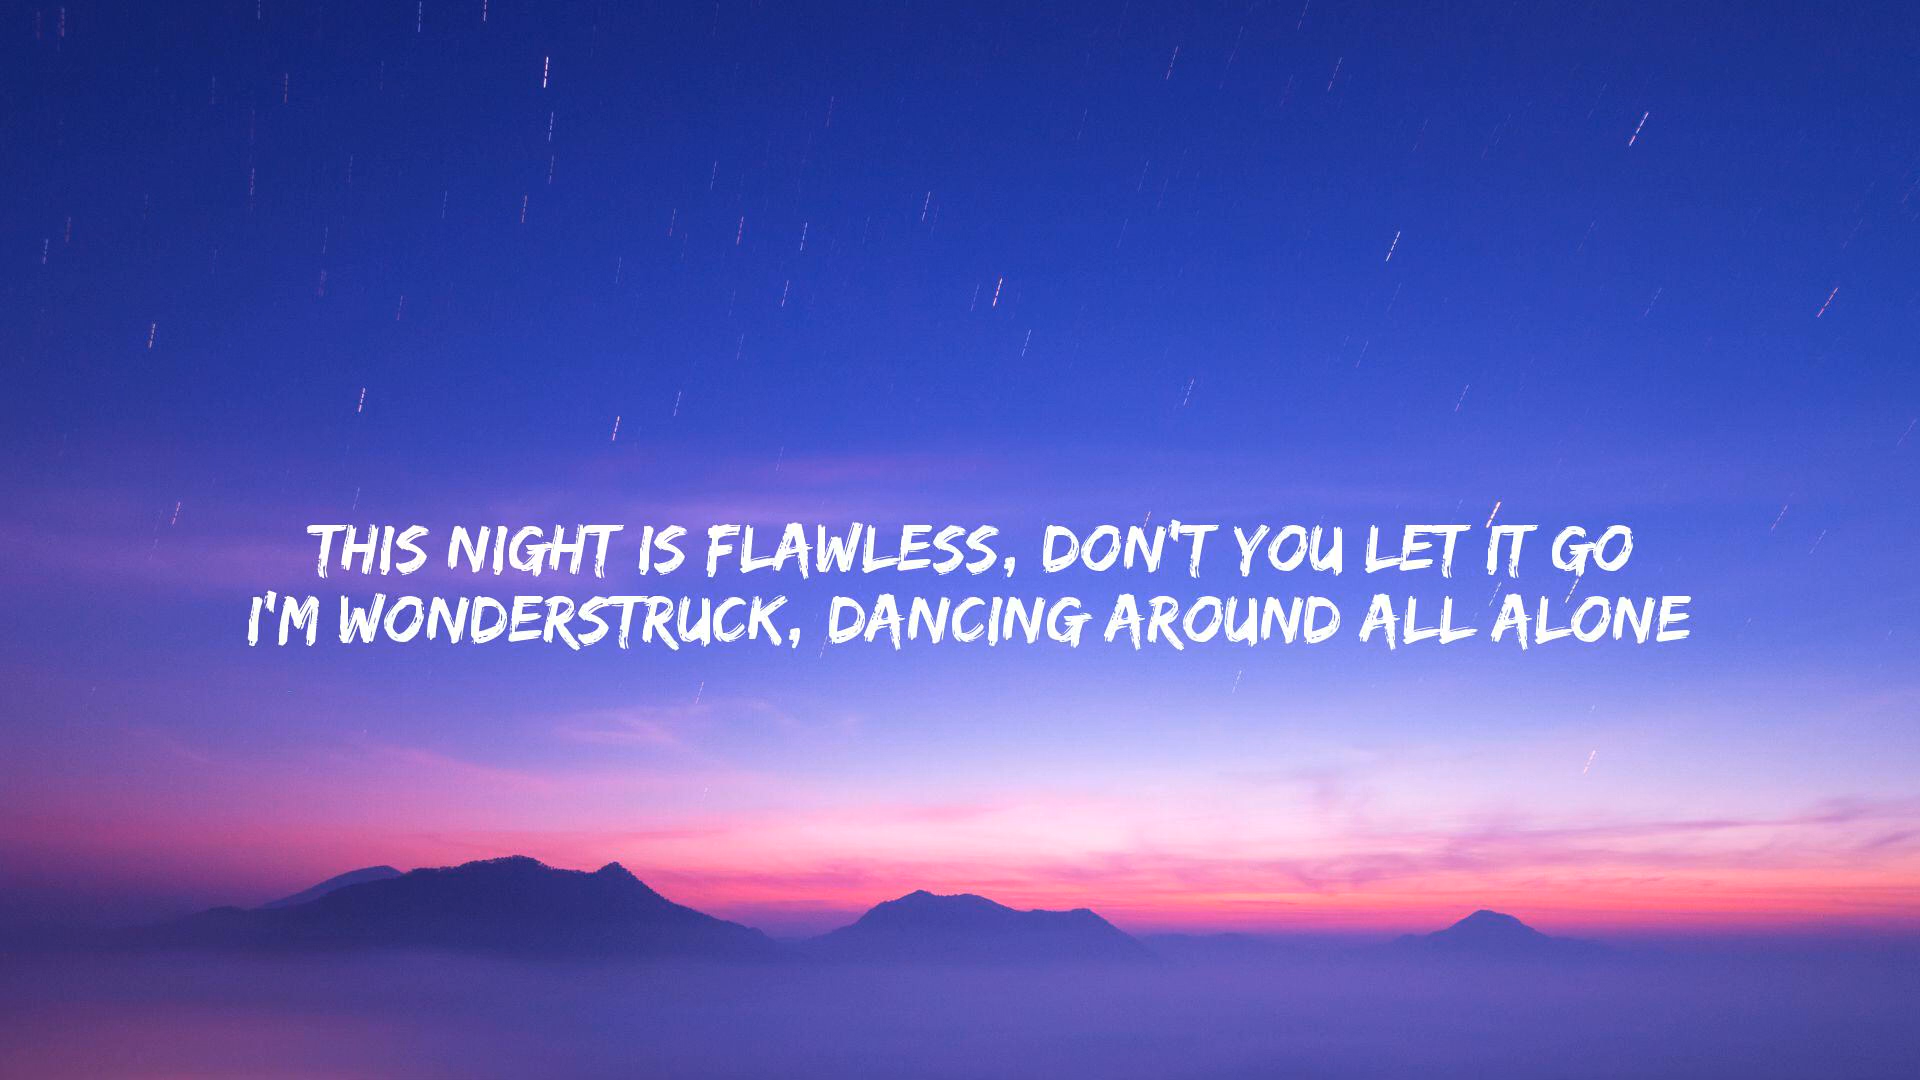 THIS NIGHT IS FLAWLESS, DON'T YOU LET IT GO
I'M WONDERSTRUCK, DANCING AROUND ALL ALONE